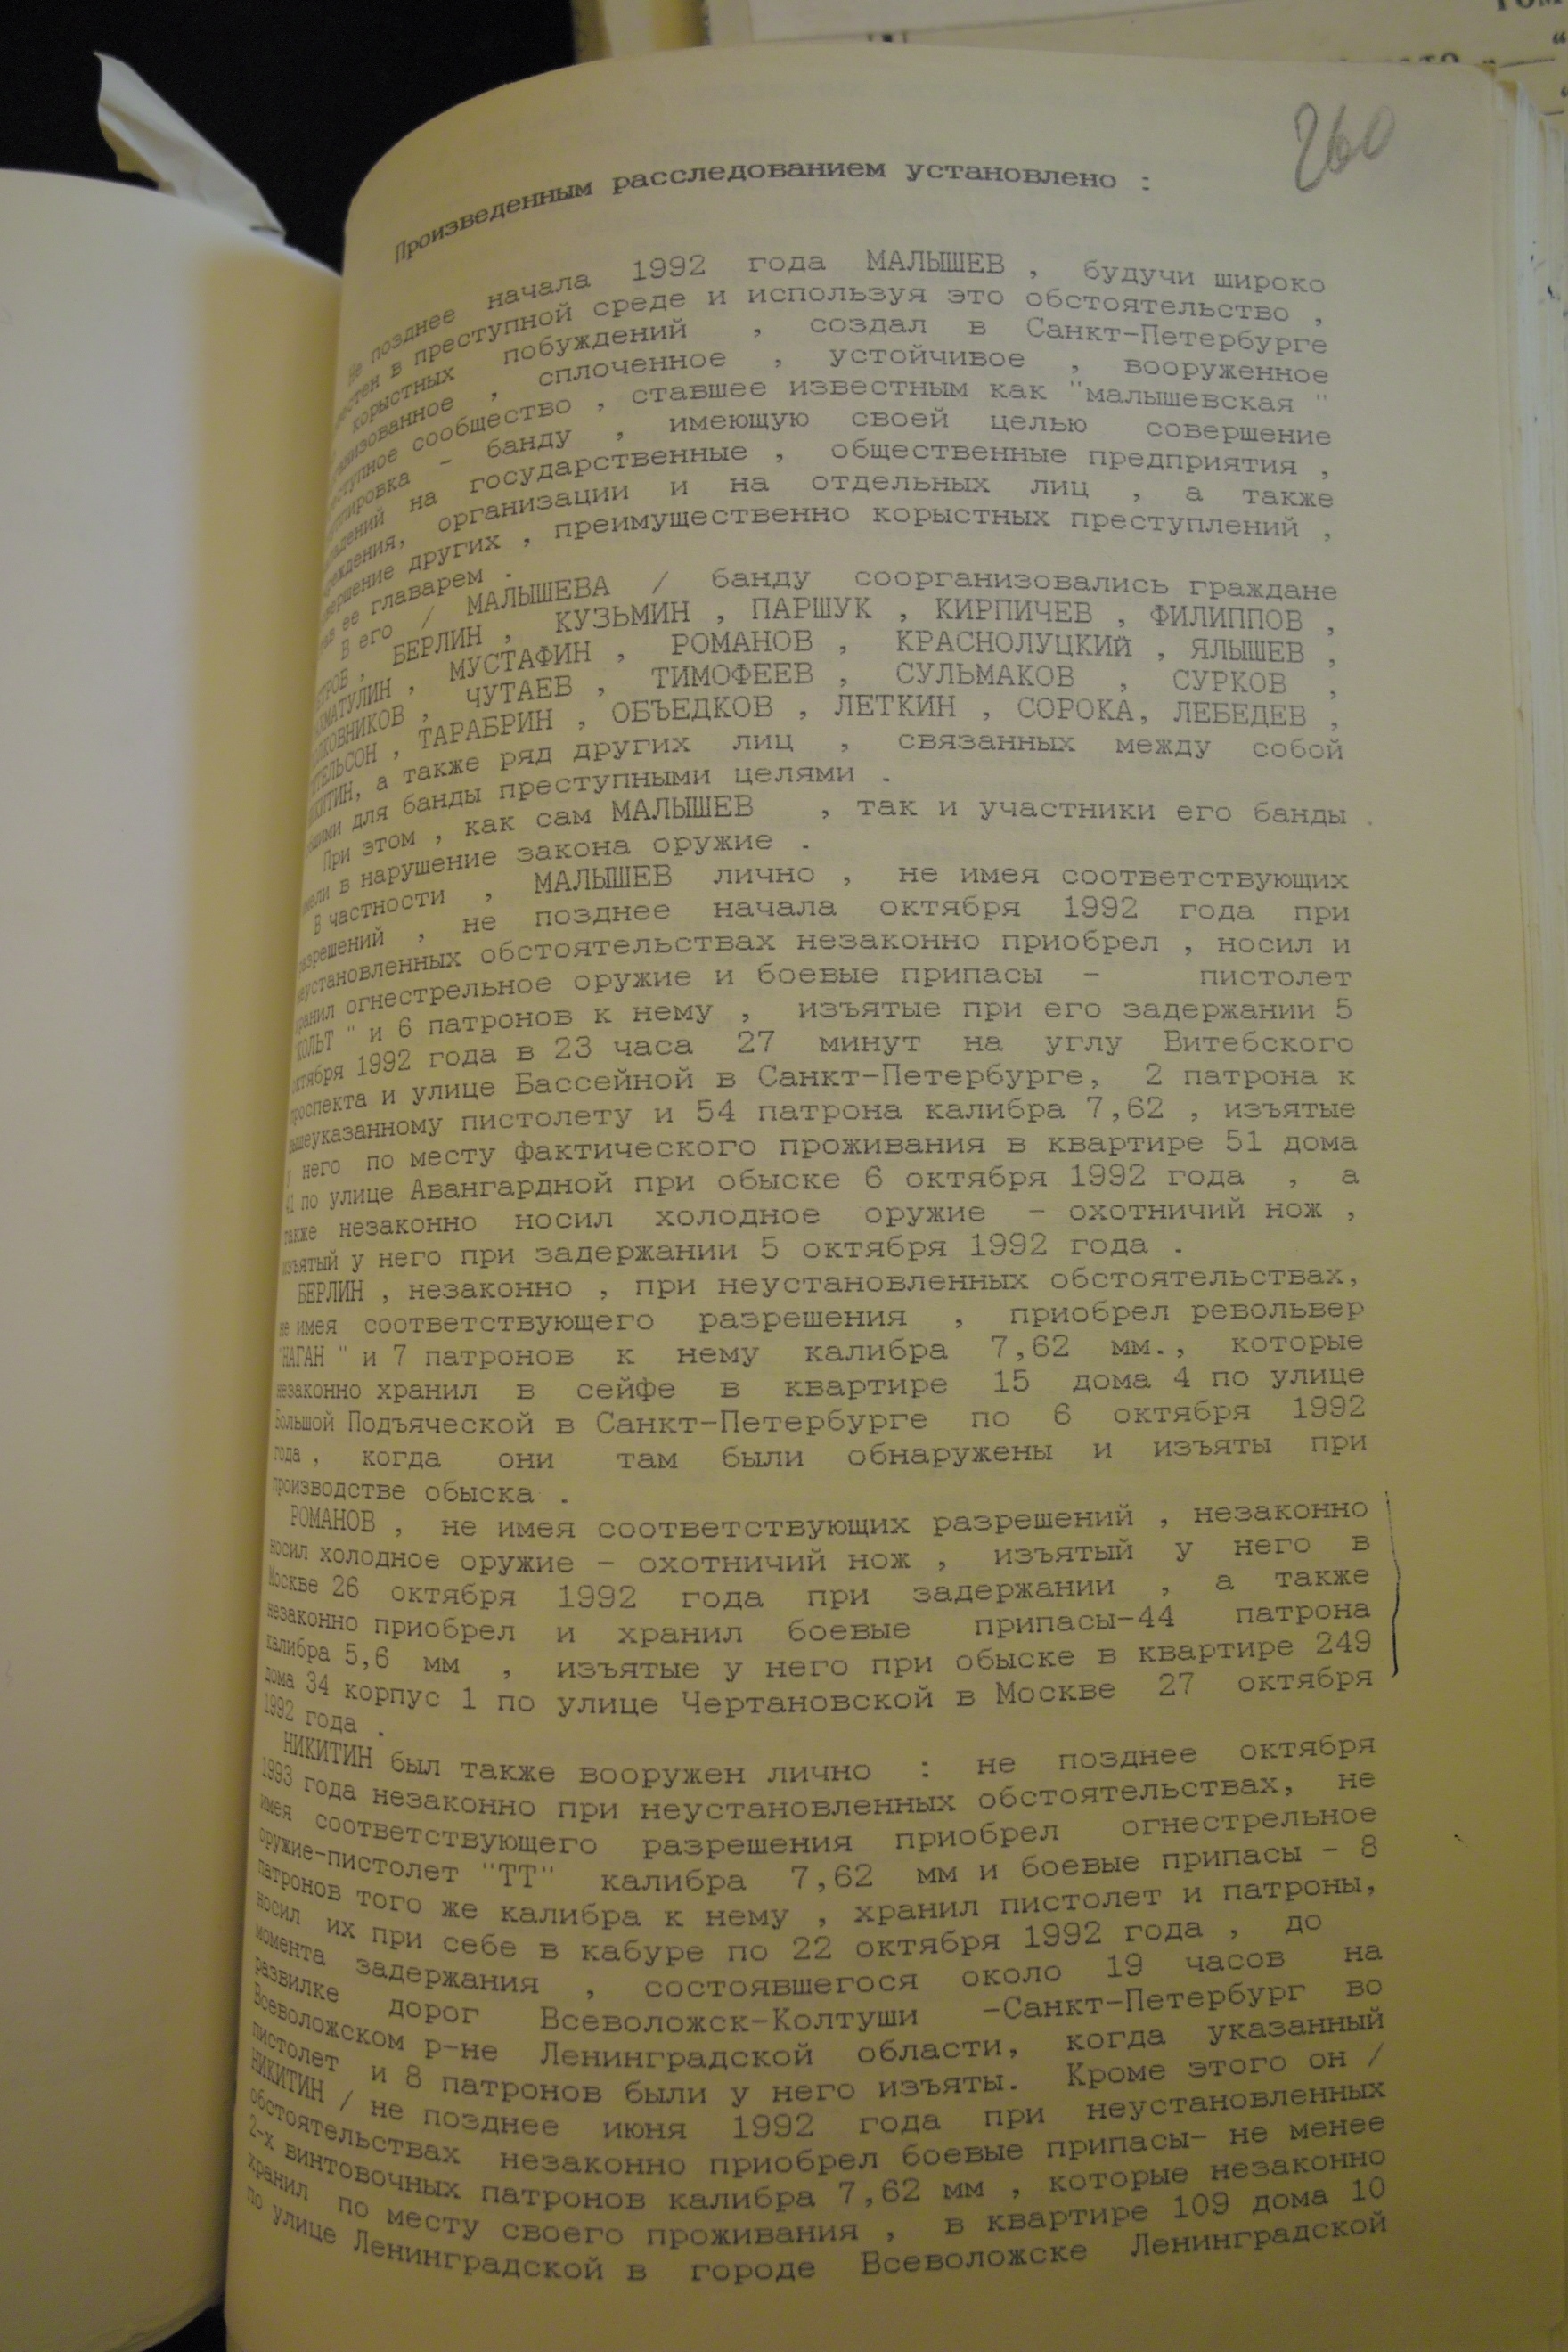 260
Произведенным расследованием установлено :
Не позднее начала 1992 года МАЛЫШЕВ , будучи широко
в преступной среде и используя это обстоятельство ,
корыстных побуждений , создал в Санкт-Петербурге
, сплоченное , устойчивое , вооруженное
сообщество , ставшее известным как "малышевская "
- банду , имеющую своей целью совершение
на государственные , общественные предприятия ,
организации и на отдельных лиц , а также
других , преимущественно корыстных преступлений ,
ее главарем .
В его / МАЛЫШЕВА / банду соорганизовались граждане
БЕРЛИН , КУЗЬМИН , ПАРШУК , КИРПИЧЕВ , ФИЛИППОВ ,
МУСТАФИН , РОМАНОВ , КРАСНОЛУЦКИЙ , ЯЛЫШЕВ ,
ЧУТАЕВ , ТИМОФЕЕВ , СУЛЬМАКОВ , СУРКОВ ,
, ТАРАБРИН , ОБЪЕДКОВ , ЛЕТКИН , СОРОКА, ЛЕБЕДЕВ ,
а также ряд других лиц , связанных между собой
для банды преступными целями .
При этом , как сам МАЛЫШЕВ , так и участники его банды
в нарушение закона оружие .
В частности , МАЛЫШЕВ лично , не имея соответствующих
, не позднее начала октября 1992 года при
обстоятельствах незаконно приобрел , носил и
огнестрельное оружие и боевые припасы - пистолет
КОЛЬТ " и 6 патронов к нему , изъятые при его задержании 5
1992 года в 23 часа 27 минут на углу Витебского
и улице Бассейной в Санкт-Петербурге, 2 патрона к
пистолету и 54 патрона калибра 7,62 , изъятые
него по месту фактического проживания в квартире 51 дома
по улице Авангардной при обыске 6 октября 1992 года , а
также незаконно носил холодное оружие - охотничий нож ,
изъятый у него при задержании 5 октября 1992 года .
БЕРЛИН , незаконно , при неустановленных обстоятельствах,
не имея соответствующего разрешения , приобрел револьвер
"НАГАН " и 7 патронов к нему калибра 7,62 мм., которые
незаконно хранил в сейфе в квартире 15 дома 4 по улице
Большой Подъяческой в Санкт-Петербурге по 6 октября 1992
года , когда они там были обнаружены и изъяты при
производстве обыска .
РОМАНОВ , не имея соответствующих разрешений , незаконно
носил холодное оружие - охотничий нож , изъятый у него в
Москве 26 октября 1992 года при задержании , а также
незаконно приобрел и хранил боевые припасы-44 патрона
калибра 5,6 мм , изъятые у него при обыске в квартире 249
дома 34 корпус 1 по улице Чертановской в Москве 27 октября
1992 года .
НИКИТИН был также вооружен лично : не позднее октября
1993 года незаконно при неустановленных обстоятельствах, не
имея соответствующего разрешения приобрел огнестрельное
оружие-пистолет "ТТ" калибра 7,62 мм и боевые припасы - 8
патронов того же калибра к нему , хранил пистолет и патроны,
носил их при себе в кабуре по 22 октября 1992 года , до
момента задержания , состоявшегося около 19 часов на
развилке дорог Всеволожск-Колтуши -Санкт-Петербург во
Всеволожском р-не Ленинградской области, когда указанный
пистолет и 8 патронов были у него изъяты. Кроме этого он /
НИКИТИН / не позднее июня 1992 года при неустановленных
обстоятельствах незаконно приобрел боевые припасы- не менее
2-х винтовочных патронов калибра 7,62 мм , которые незаконно
хранил по месту своего проживания , в квартире 109 дома 10
по улице Ленинградской в городе Всеволожске Ленинградской